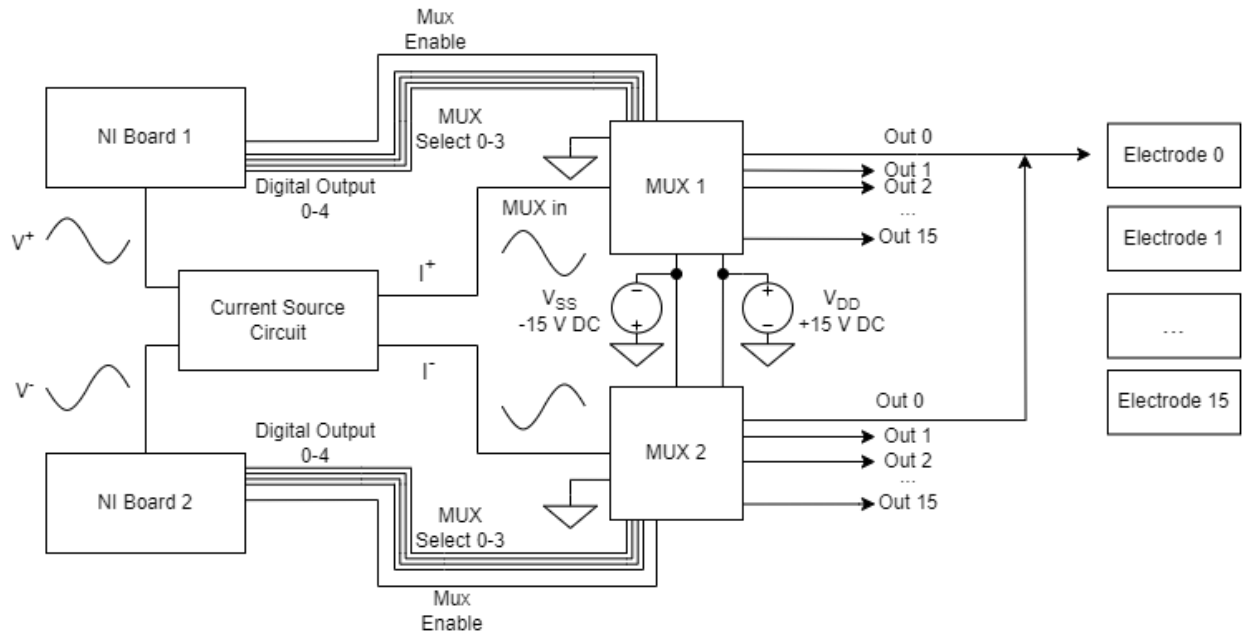 Mux
Enable
NI Board 1
MUX
Select 0-3
Digital Output
0-4
MUX 1
Out 0
Out 1
Out 2
...
Out 15
Electrode 0
Electrode 1
...
Electrode 15
V+
MUX in
I+
Current Source
Circuit
VSS
-15 V DC
VDD
+15 V DC
V-
I-
Digital Output
0-4
NI Board 2
MUX
Select 0-3
Mux
Enable
MUX 2
Out 0
Out 1
Out 2
...
Out 15